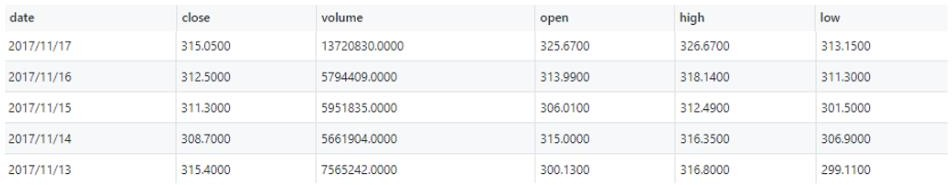 date close volume open high low
2017/11/17 315.0500 13720830.0000 325.6700 326.6700 313.1500
2017/11/16 312.5000 5794409.0000 313.9900 318.1400 311.3000
2017/11/15 311.3000 5951835.0000 306.0100 312.4900 301.5000
2017/11/14 308.7000 5661904.0000 315.0000 316.3500 306.9000
2017/11/13 315.4000 7565242.0000 300.1300 316.8000 299.1100